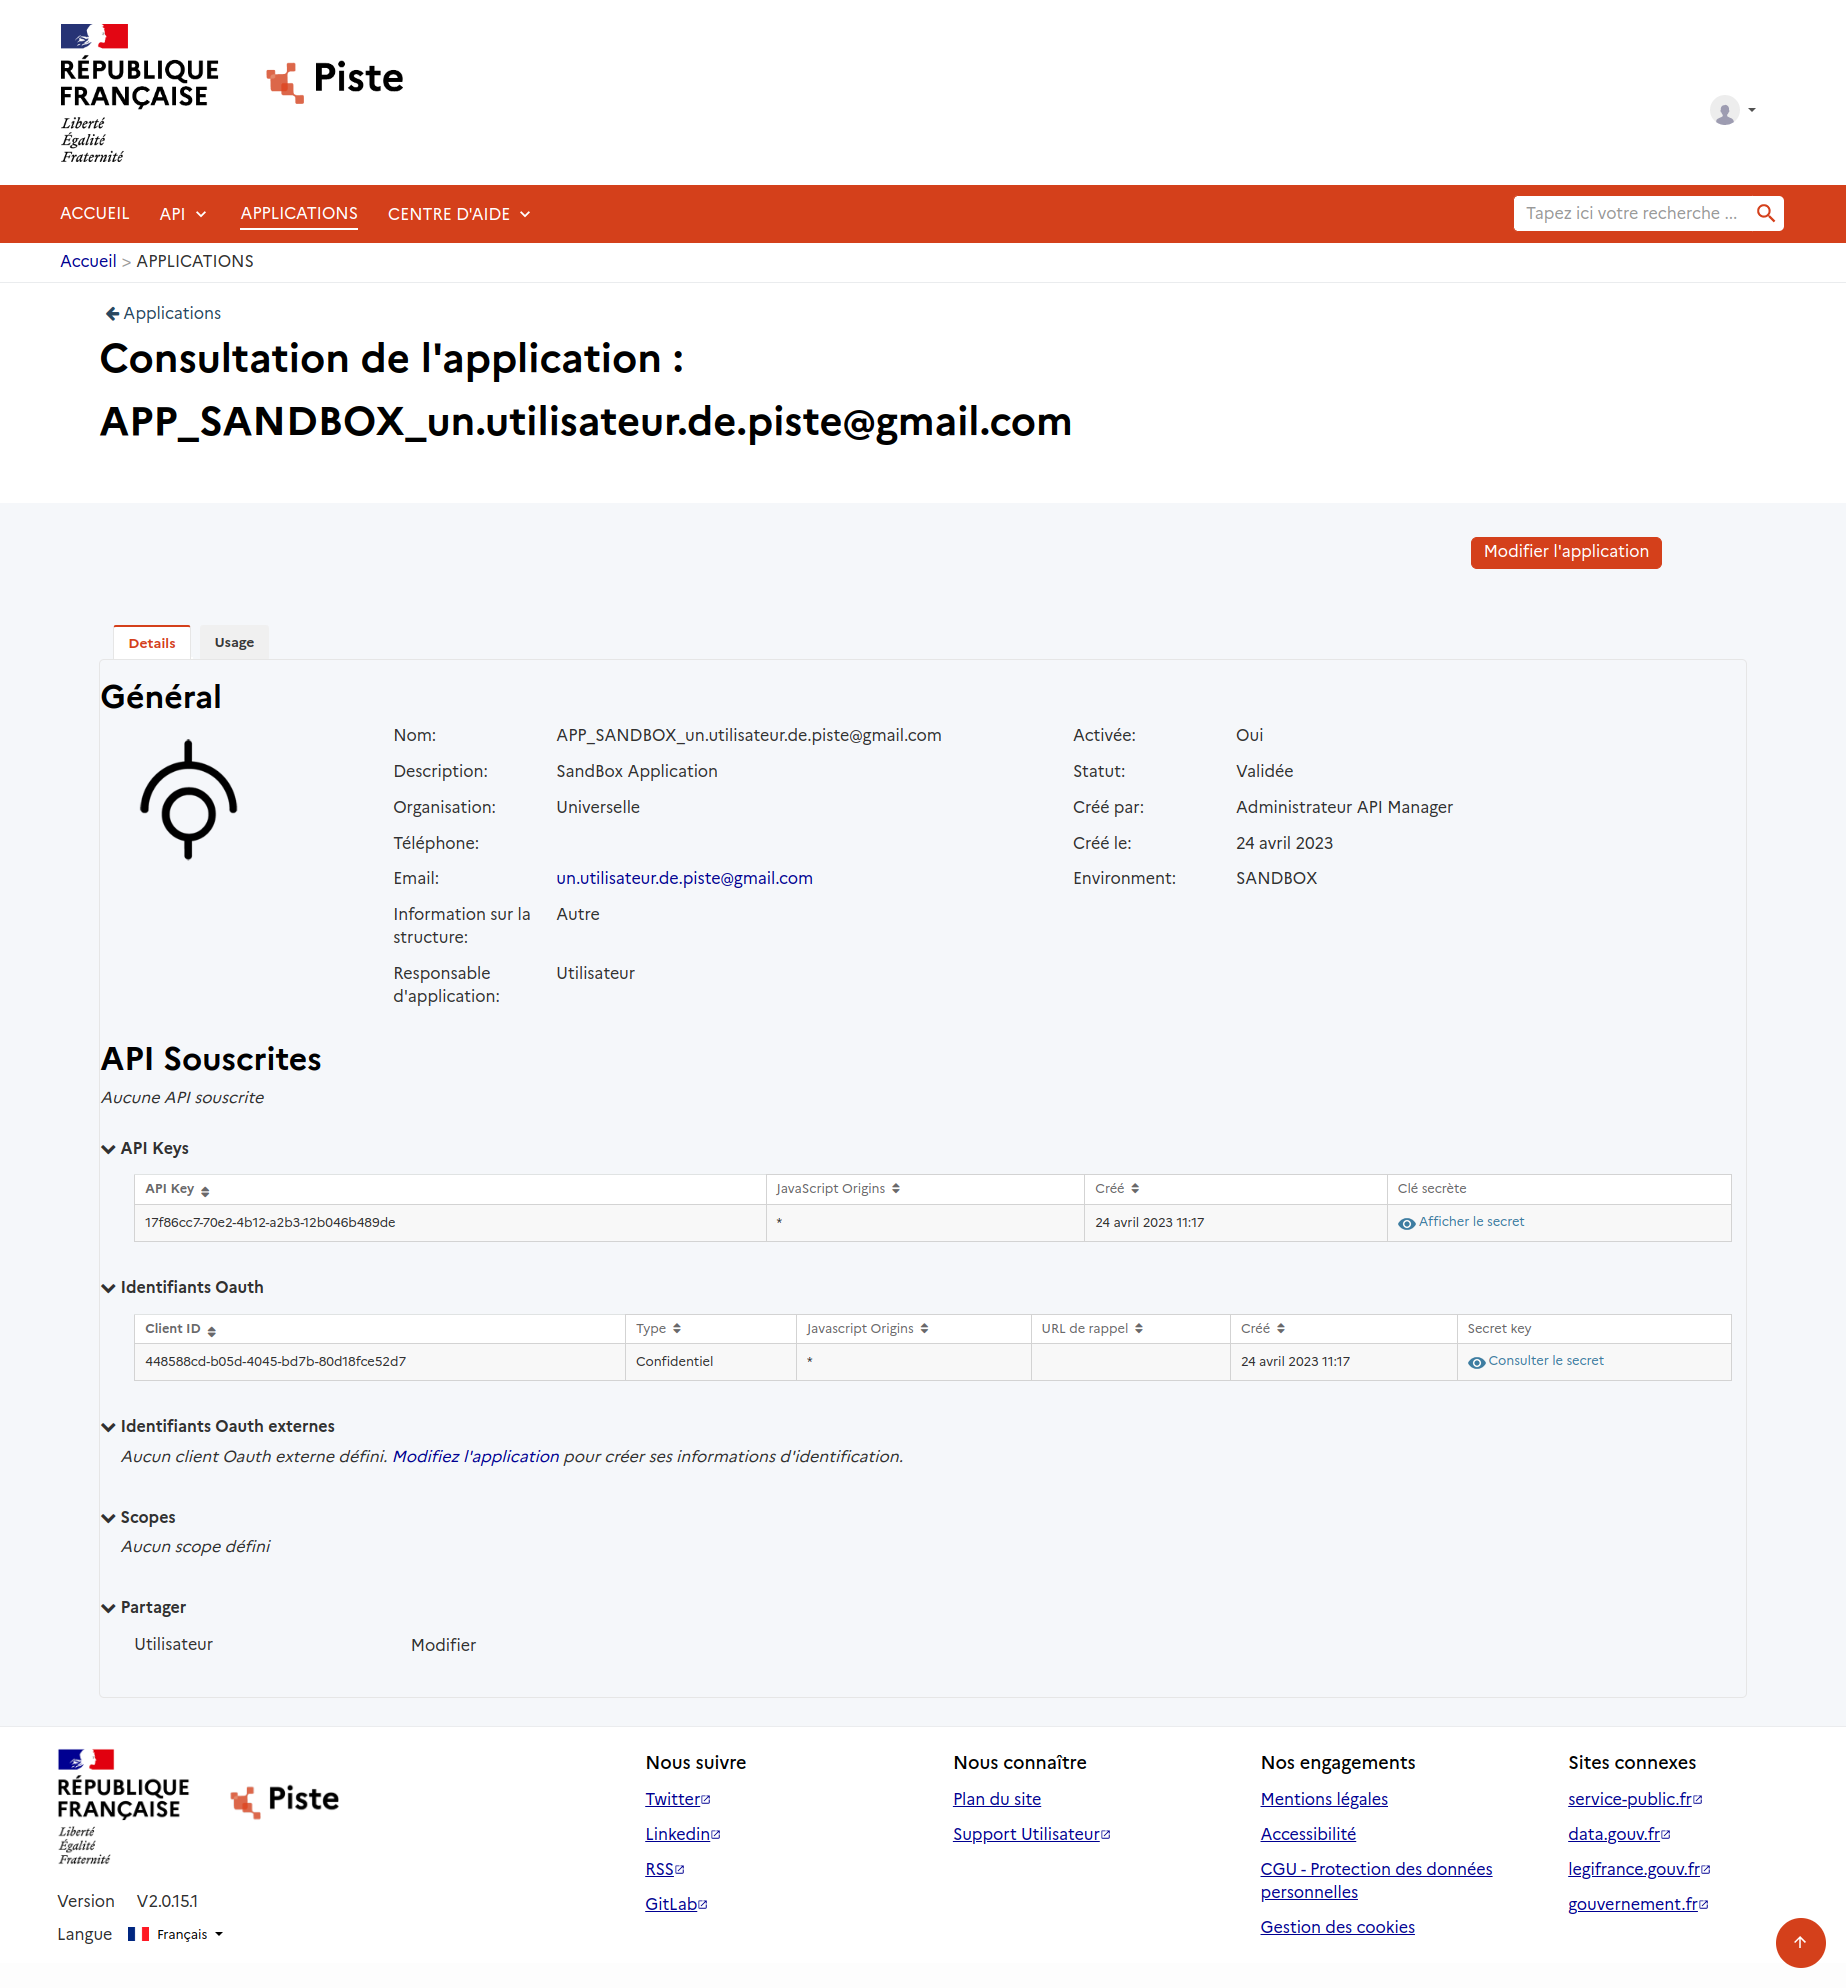 RÉPUBLIQUE
FRANÇAISE
Liberté
Égalité
Fraternité
Piste
ACCUEIL API APPLICATIONS CENTRE D'AIDE Tapez ici votre recherche ...
Accueil > APPLICATIONS
Applications
Consultation de l'application :
APP_SANDBOX_un.utilisateur.de.piste@gmail.com
Modifier l'application
Details Usage
Général
Nom: APP_SANDBOX_un.utilisateur.de.piste@gmail.com Activée: Oui
Description: SandBox Application Statut: Validée
Organisation: Universelle Créé par: Administrateur API Manager
Téléphone: Créé le: 24 avril 2023
Email: un.utilisateur.de.piste@gmail.com Environment: SANDBOX
Information sur la structure: Autre
Responsable d'application: Utilisateur
API Souscrites
Aucune API souscrite
API Keys
API Key JavaScript Origins Créé Clé secrète
17f86cc7-70e2-4b12-a2b3-12b046b489de * 24 avril 2023 11:17 Afficher le secret
Identifiants Oauth
Client ID Type Javascript Origins URL de rappel Créé Secret key
448588cd-b05d-4045-bd7b-80d18fce52d7 Confidentiel * 24 avril 2023 11:17 Consulter le secret
Identifiants Oauth externes
Aucun client Oauth externe défini. Modifiez l'application pour créer ses informations d'identification.
Scopes
Aucun scope défini
Partager
Utilisateur Modifier
RÉPUBLIQUE
FRANÇAISE
Liberté
Égalité
Fraternité
Piste
Version V2.0.15.1
Langue Français
Nous suivre
Twitter
Linkedin
RSS
GitLab
Nous connaître
Plan du site
Support Utilisateur
Nos engagements
Mentions légales
Accessibilité
CGU - Protection des données
personnelles
Gestion des cookies
Sites connexes
service-public.fr
data.gouv.fr
legifrance.gouv.fr
gouvernement.fr